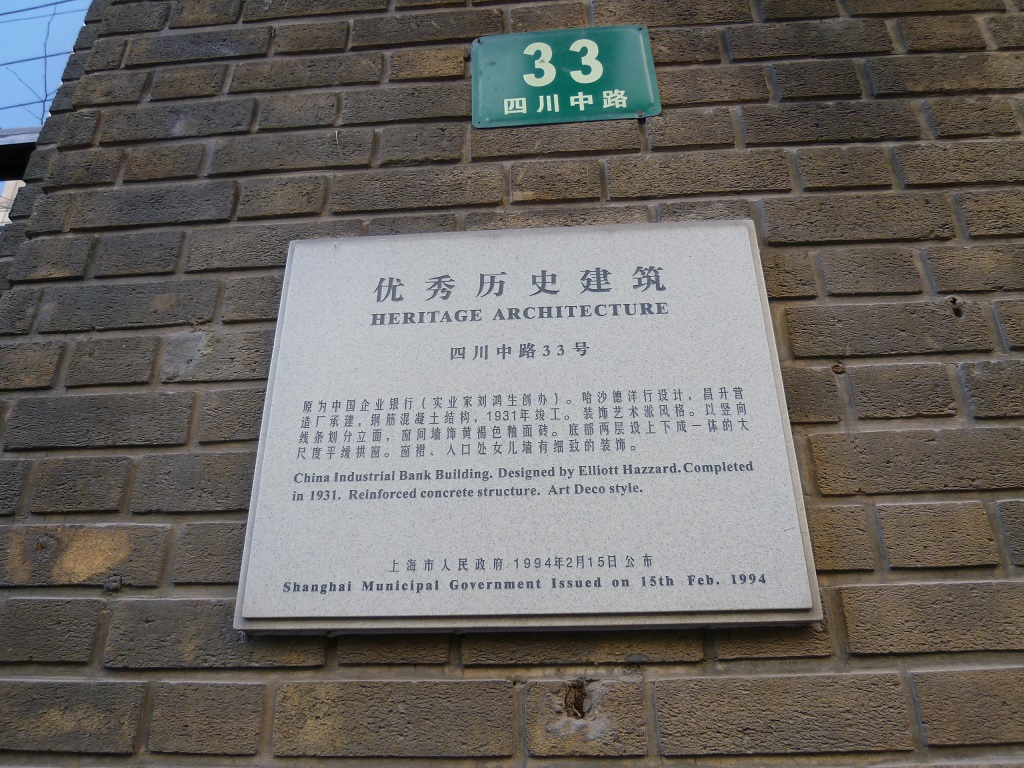 33
四川中路
优秀历史建筑
HERITAGE ARCHITECTURE
四川中路33号
原为中国企业银行(实业家刘鸿生创办)。哈沙德洋行设计,昌升营
造厂承建,钢筋混凝土结构,1931年竣工。装饰艺术派风格。以竖向
线条划分立面,窗间墙饰黄褐色釉面砖。底部两层设上下成一体的大
尺度平缓拱窗。窗楣、入口处女儿墙有细致的装饰。
China Industrial Bank Building. Designed by Elliott Hazzard. Completed
in 1931. Reinforced concrete structure. Art Deco style.
上海市人民政府 1994年2月15日公布
Shanghai Municipal Government Issued on 15th Feb. 1994